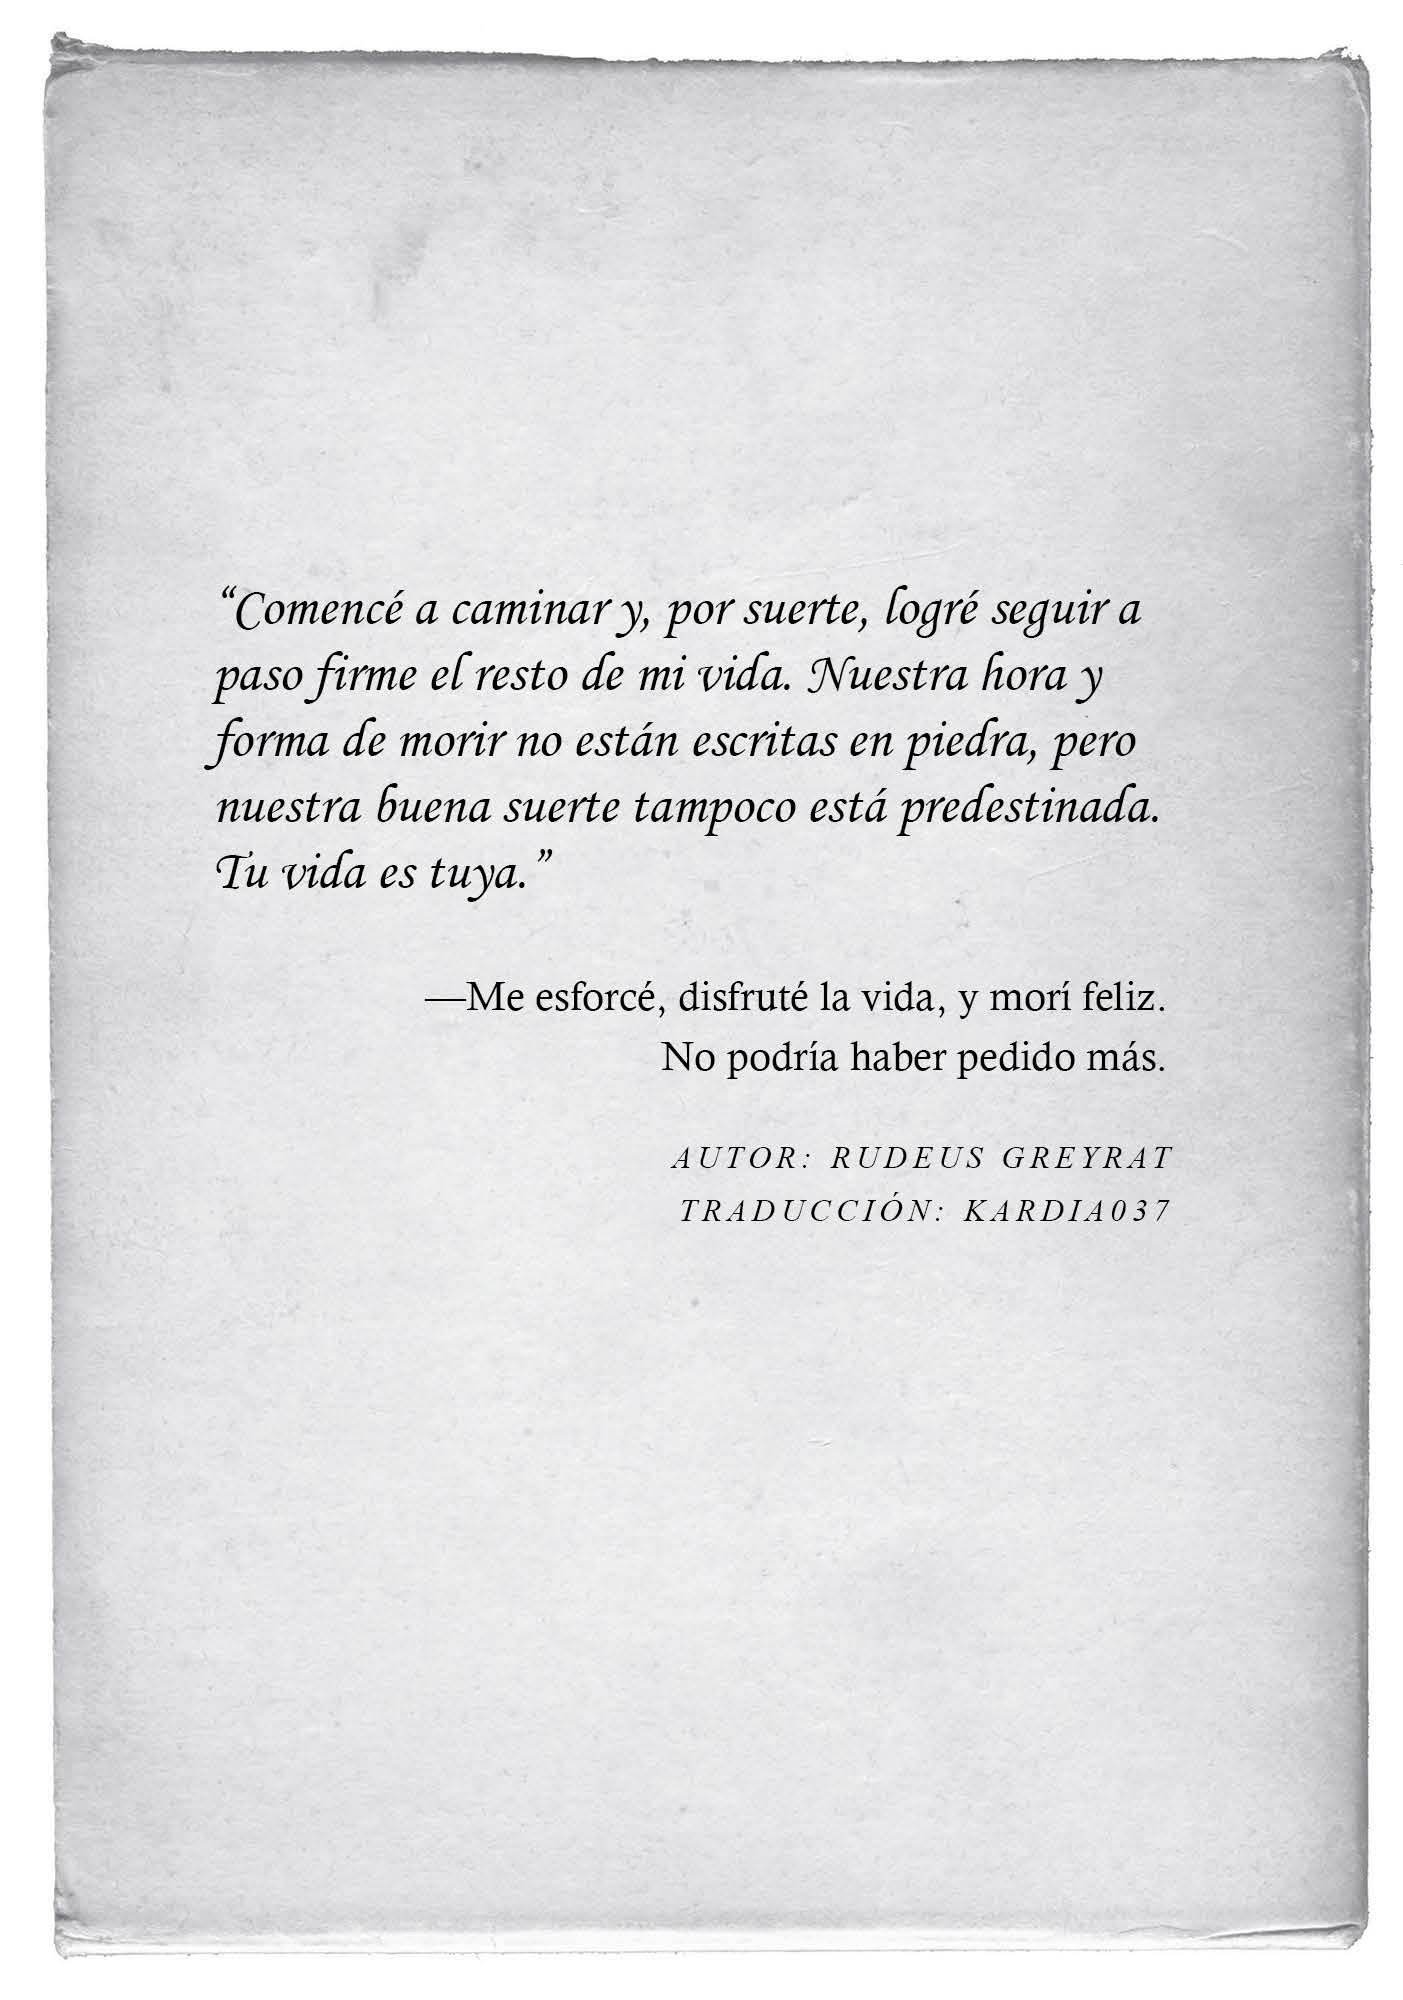 “Comencé a caminar y, por suerte, logré seguir a
paso firme el resto de mi vida. Nuestra hora y
forma de morir no están escritas en piedra, pero
nuestra buena suerte tampoco está predestinada.
Tu vida es tuya.”
—Me esforcé, disfruté la vida, y morí feliz.
No podría haber pedido más.
AUTOR: RUDEUS GREYRAT
TRADUCCIÓN: KARDIA037